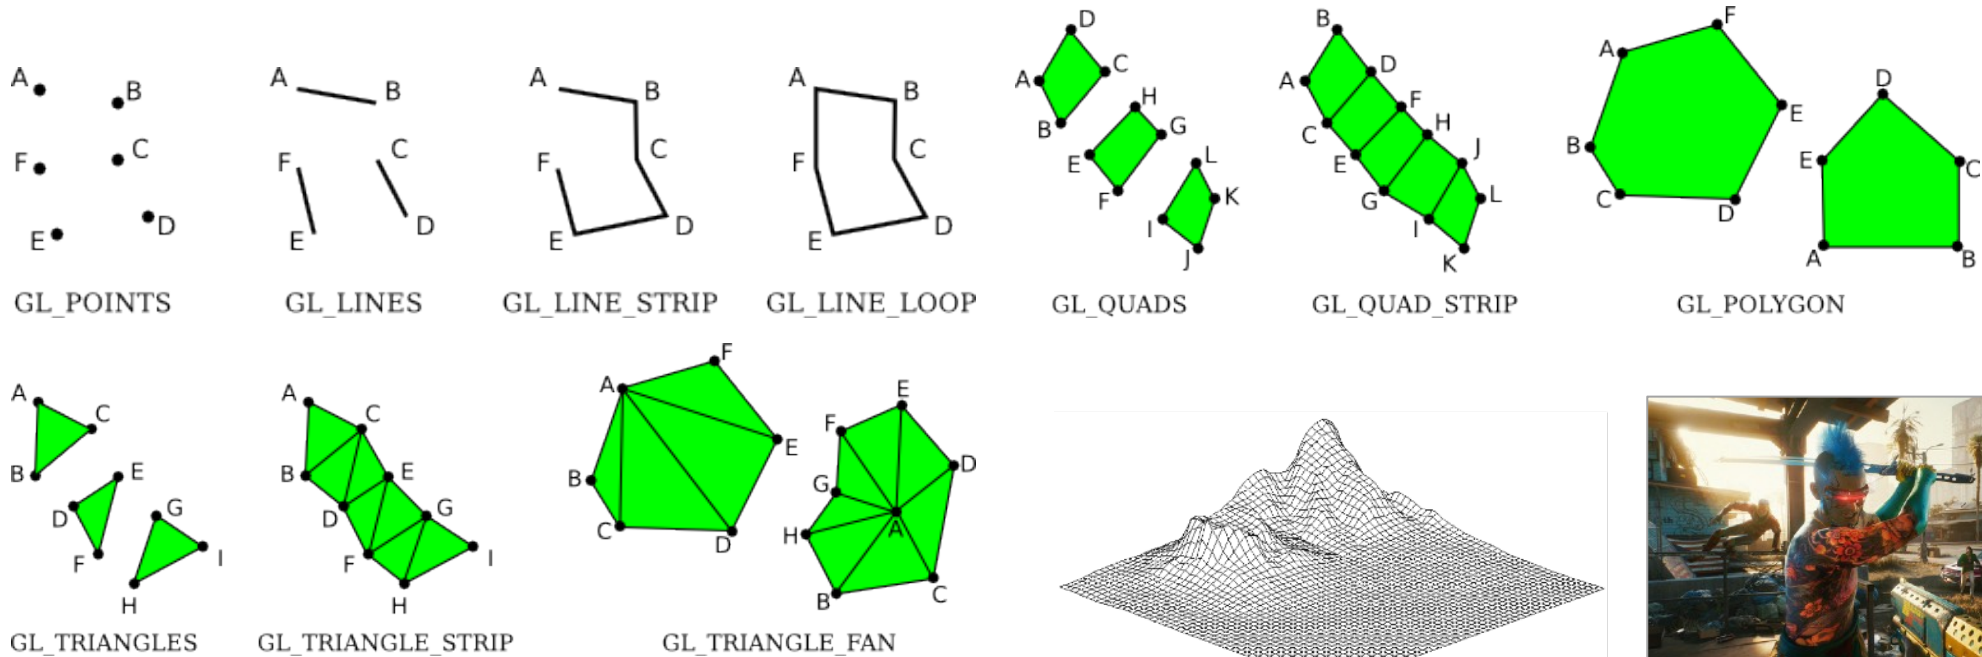 A B
F C
E D
GL_POINTS
A B
F C
E D
GL_LINES
A B
F C
E D
GL_LINE_STRIP
A B
F C
E D
GL_LINE_LOOP
D
A C
B
H
G
E
F
L
K
I
J
GL_QUADS
B
D
A
F
C
H
E
J
G
L
I
K
GL_QUAD_STRIP
F
A
E
B
C
D
D
E C
A B
GL_POLYGON
A
C
B
E
D
F
G
I
H
GL_TRIANGLES
A
C
B
E
D
G
F
I
H
GL_TRIANGLE_STRIP
F
A
E
B
C
D
E
F
D
G
A
H
C
B
GL_TRIANGLE_FAN